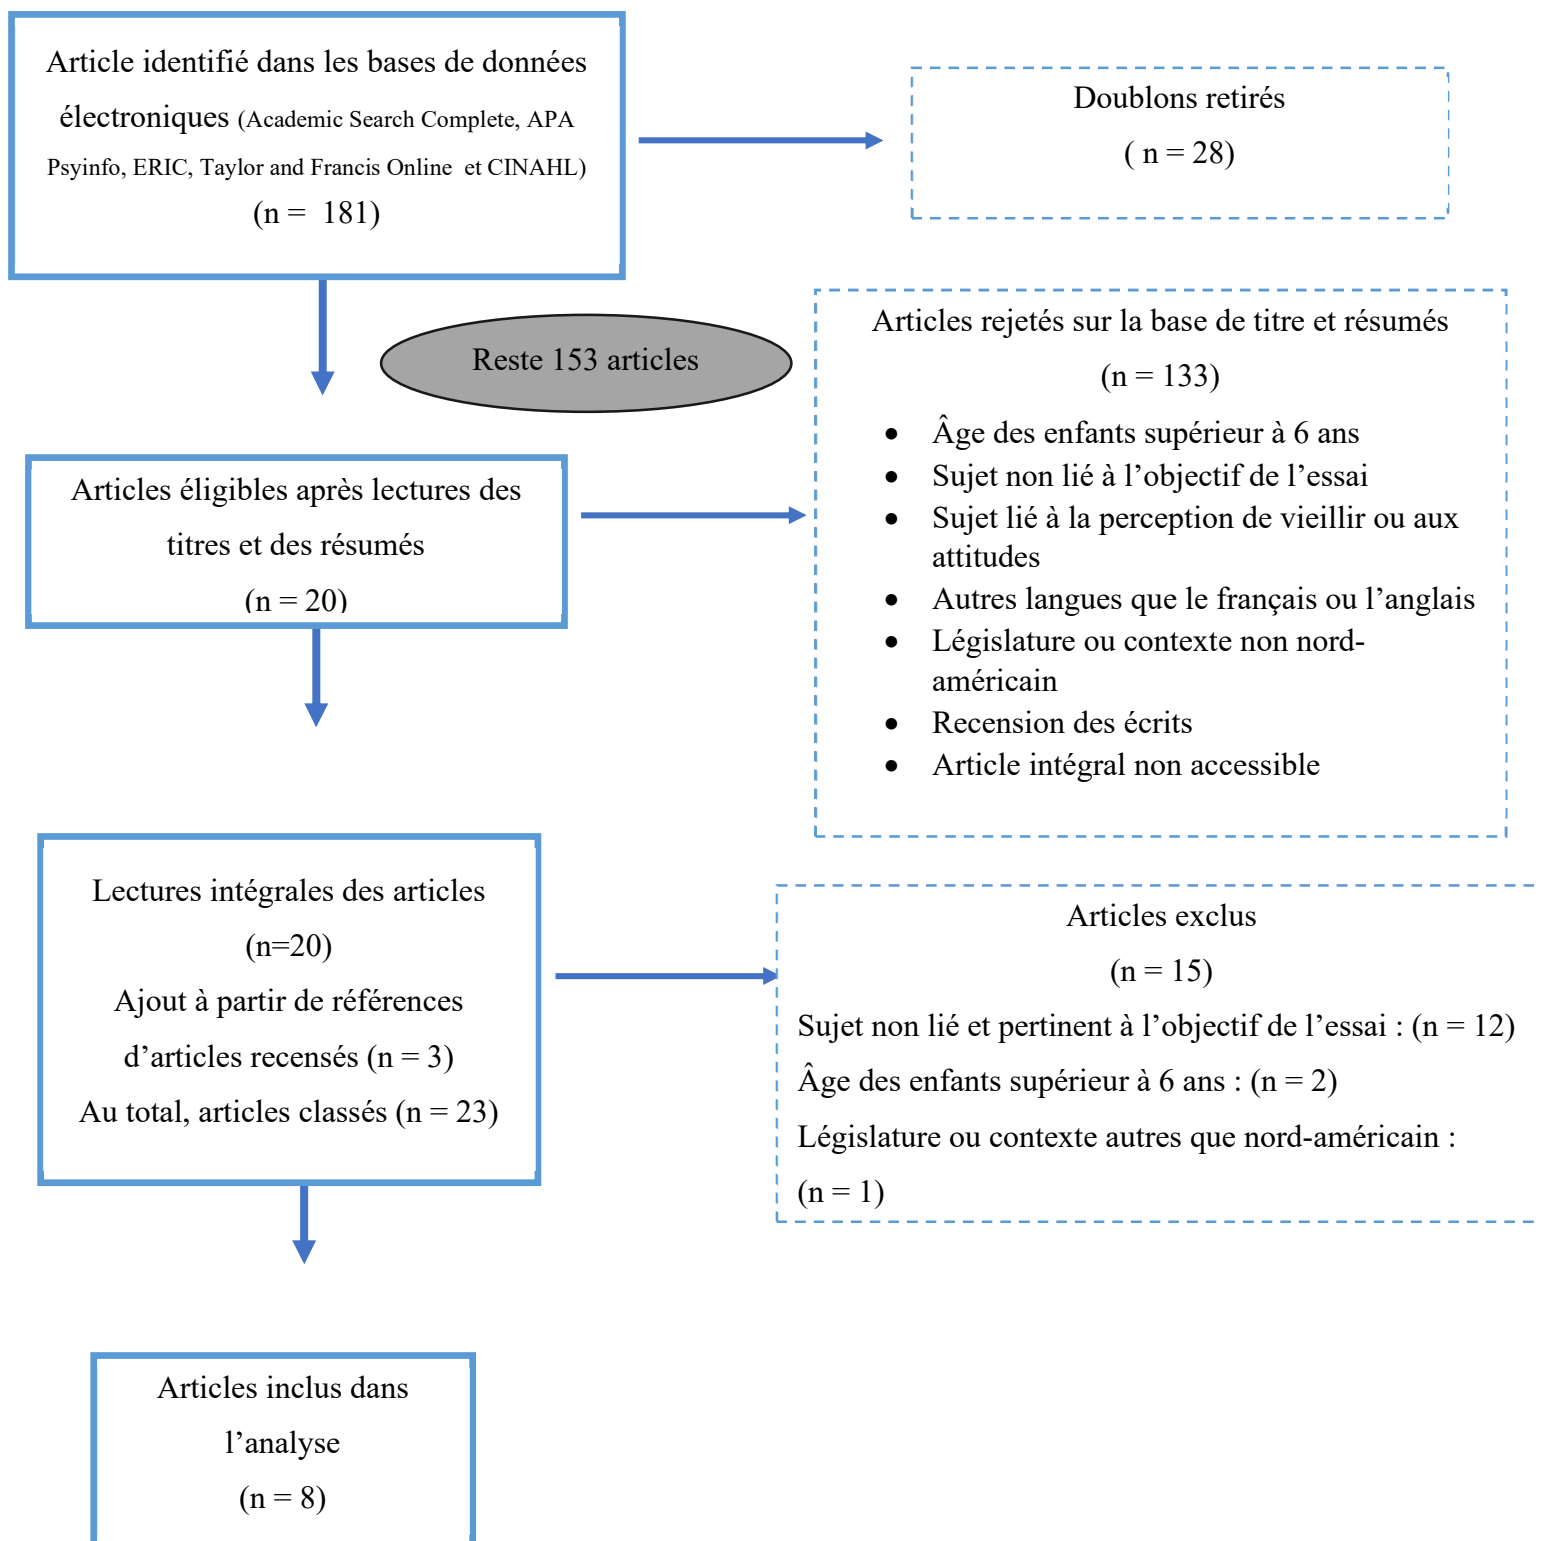 Article identifié dans les bases de données
électroniques (Academic Search Complete, APA
Psyinfo, ERIC, Taylor and Francis Online et CINAHL)
(n = 181)
Doublons retirés
( n = 28)
Reste 153 articles
Articles rejetés sur la base de titre et résumés
(n = 133)
• Âge des enfants supérieur à 6 ans
• Sujet non lié à l’objectif de l’essai
• Sujet lié à la perception de vieillir ou aux
attitudes
• Autres langues que le français ou l’anglais
• Législature ou contexte non nord-
américain
• Recension des écrits
• Article intégral non accessible
Articles éligibles après lectures des
titres et des résumés
(n = 20)
Lectures intégrales des articles
(n=20)
Ajout à partir de références
d’articles recensés (n = 3)
Au total, articles classés (n = 23)
Articles exclus
(n = 15)
Sujet non lié et pertinent à l’objectif de l’essai : (n = 12)
Âge des enfants supérieur à 6 ans : (n = 2)
Législature ou contexte autres que nord-américain :
(n = 1)
Articles inclus dans
l’analyse
(n = 8)